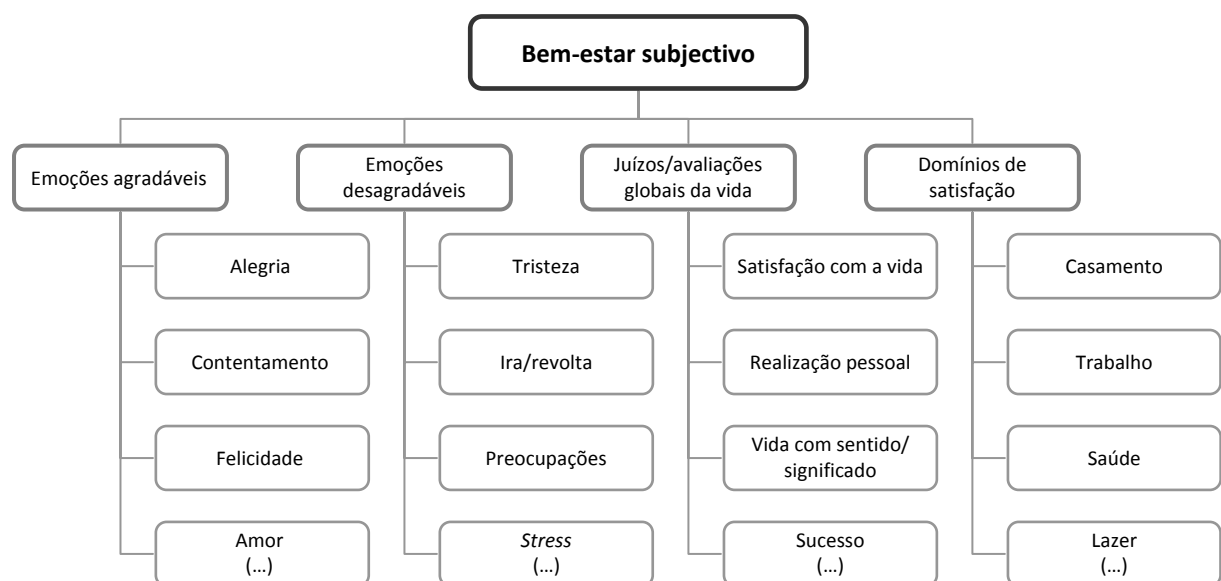 Bem-estar subjectivo
Emoções agradáveis
Emoções
desagradáveis
Juízos/avaliações
globais da vida
Domínios de
satisfação
Alegria
Tristeza
Satisfação com a vida
Casamento
Contentamento
Ira/revolta
Realização pessoal
Trabalho
Felicidade
Preocupações
Vida com sentido/
significado
Saúde
Amor
(...)
Stress
(...)
Sucesso
(...)
Lazer
(...)